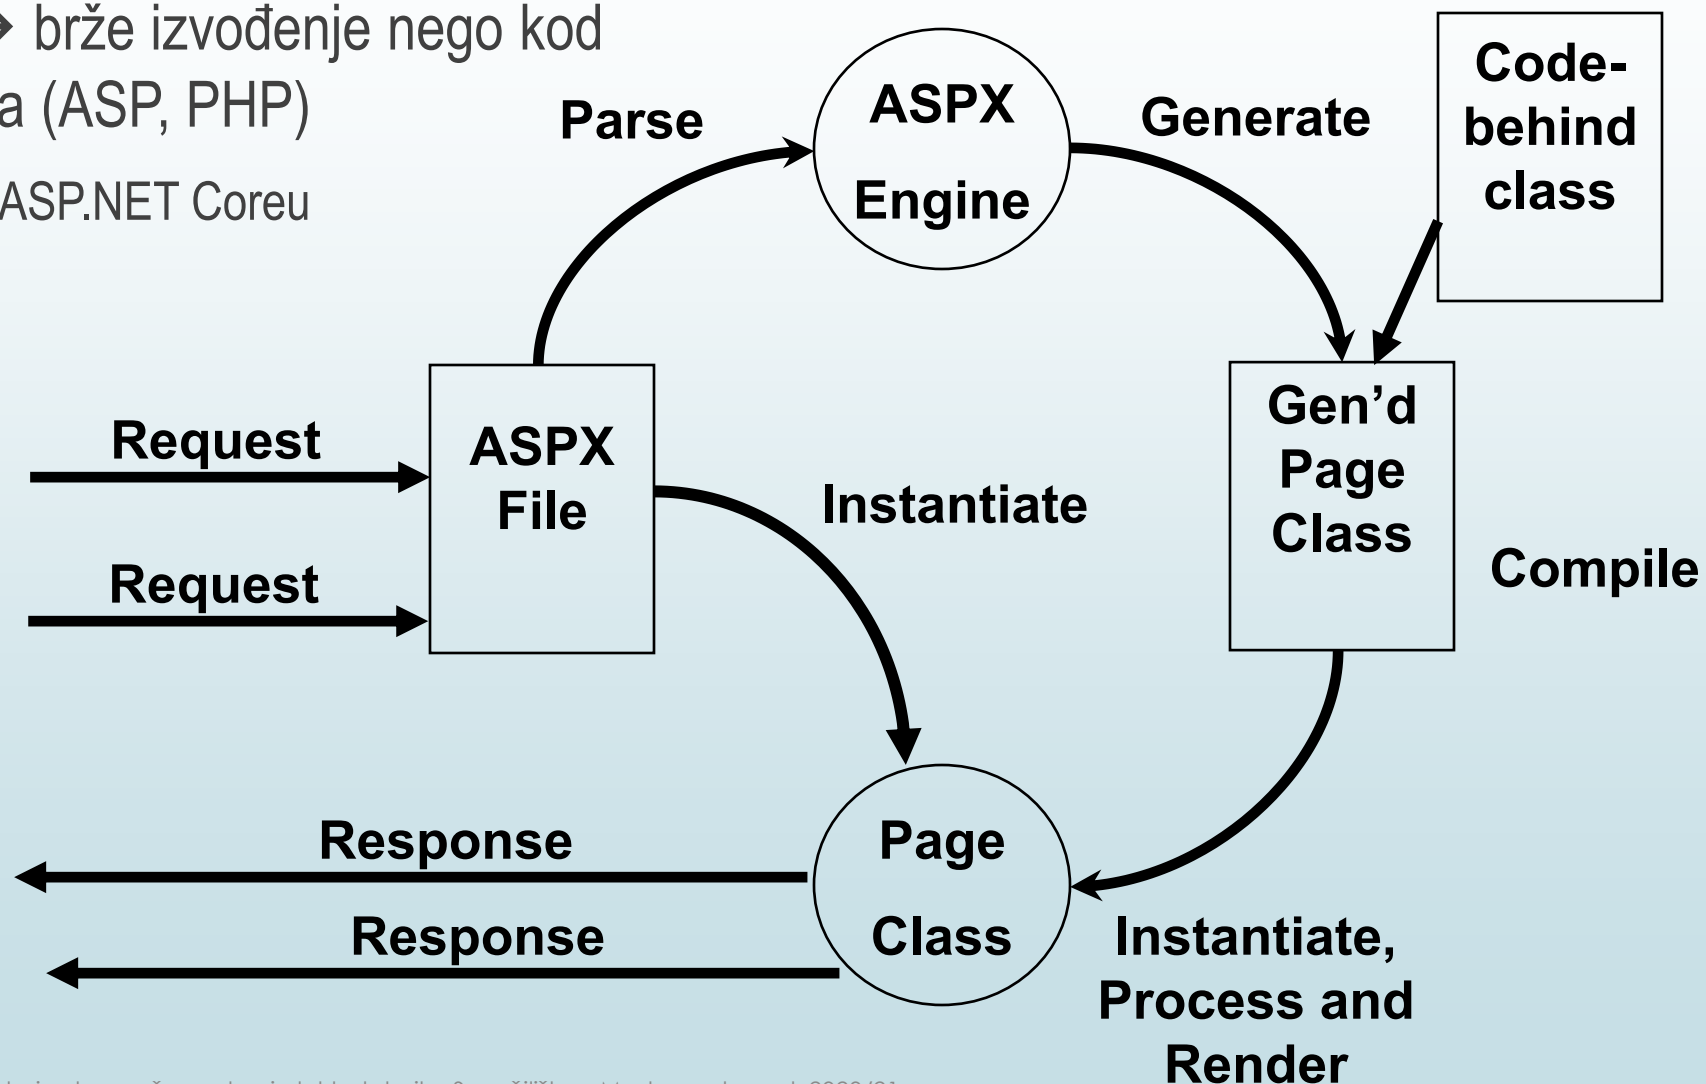 brže izvođenje nego kod
a (ASP, PHP)
ASP.NET Coreu
Parse
ASPX
Engine
Generate
Code-
behind
class
Request
ASPX
File
Request
Instantiate
Gen’d
Page
Class
Compile
Response
Page
Class
Response
Instantiate,
Process and
Render